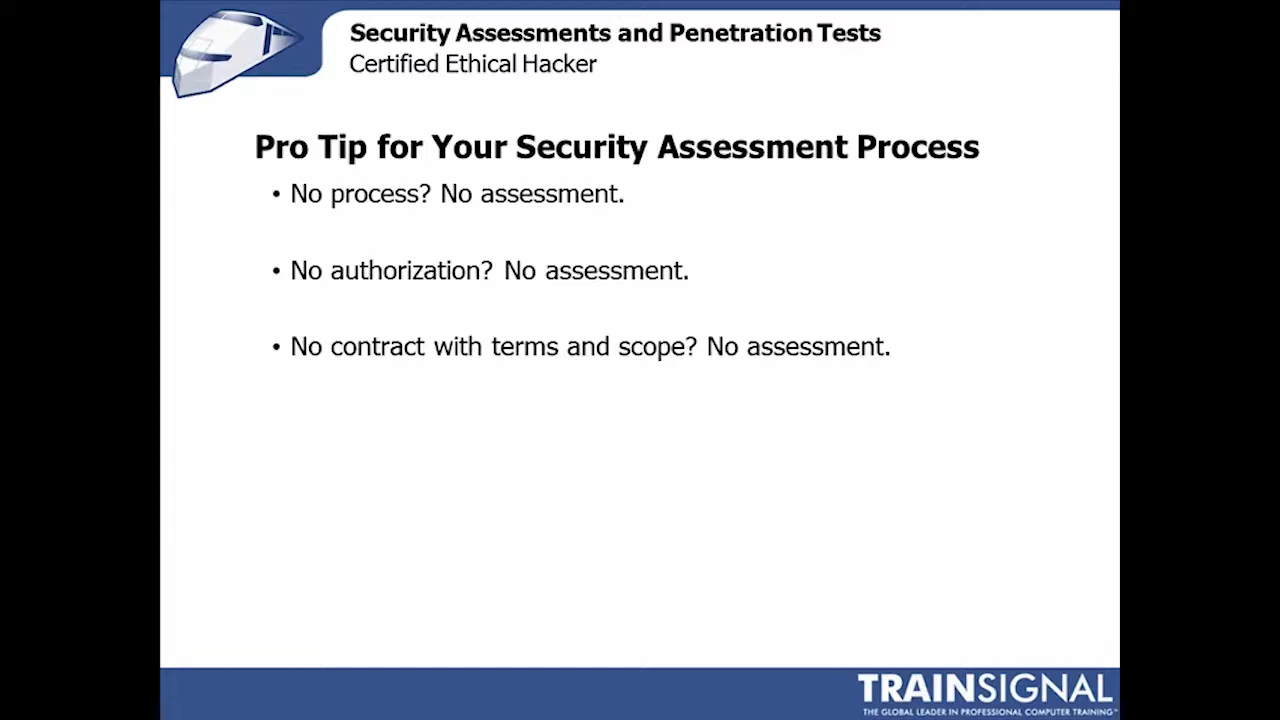 Security Assessments and Penetration Tests
Certified Ethical Hacker
Pro Tip for Your Security Assessment Process
• No process? No assessment.
• No authorization? No assessment.
• No contract with terms and scope? No assessment.
TRAINSIGNAL
THE GLOBAL LEADER IN PROFESSIONAL COMPUTER TRAINING™